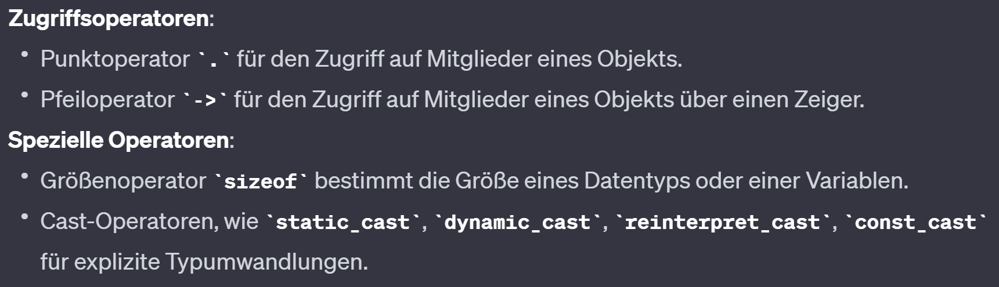 Zugriffsoperatoren:
• Punktoperator `.` für den Zugriff auf Mitglieder eines Objekts.
• Pfeiloperator `->` für den Zugriff auf Mitglieder eines Objekts über einen Zeiger.
Spezielle Operatoren:
• Größenoperator `sizeof` bestimmt die Größe eines Datentyps oder einer Variablen.
• Cast-Operatoren, wie `static_cast`, `dynamic_cast`, `reinterpret_cast`, `const_cast`
für explizite Typumwandlungen.